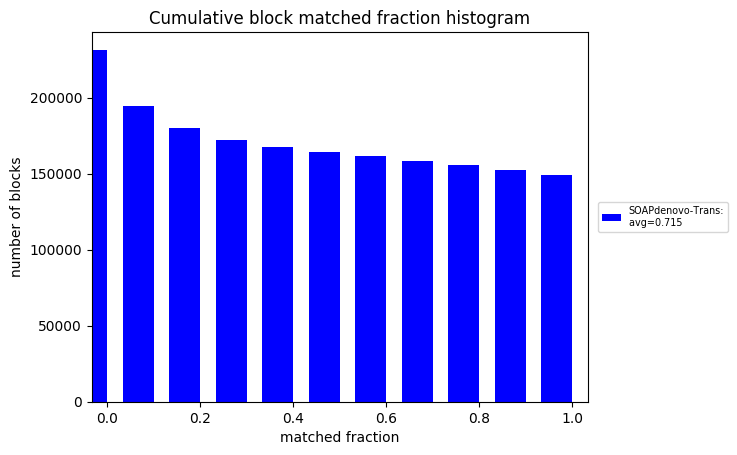 Cumulative block matched fraction histogram
number of blocks
200000
150000
100000
50000
0
0.0 0.2 0.4 0.6 0.8 1.0
matched fraction
SOAPdenovo-Trans:
avg=0.715